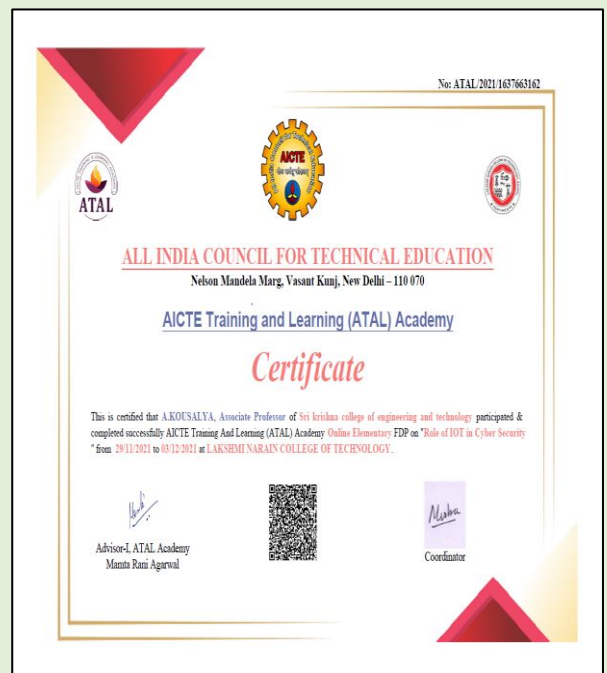 No: ATAL/2021/1637663162
AICTE
ATAL
ALL INDIA COUNCIL FOR TECHNICAL EDUCATION
Nelson Mandela Marg, Vasant Kunj, New Delhi – 110 070
AICTE Training and Learning (ATAL) Academy
Certificate
This is certified that A.KOUSALYA, Associate Professor of Sri krishna college of engineering and technology participated &
completed successfully AICTE Training And Learning (ATAL) Academy Online Elementary FDP on "Role of IOT in Cyber Security
" from 29/11/2021 to 03/12/2021 at LAKSHMI NARAIN COLLEGE OF TECHNOLOGY.
Advisor-I, ATAL Academy
Mamta Rani Agarwal
Coordinator